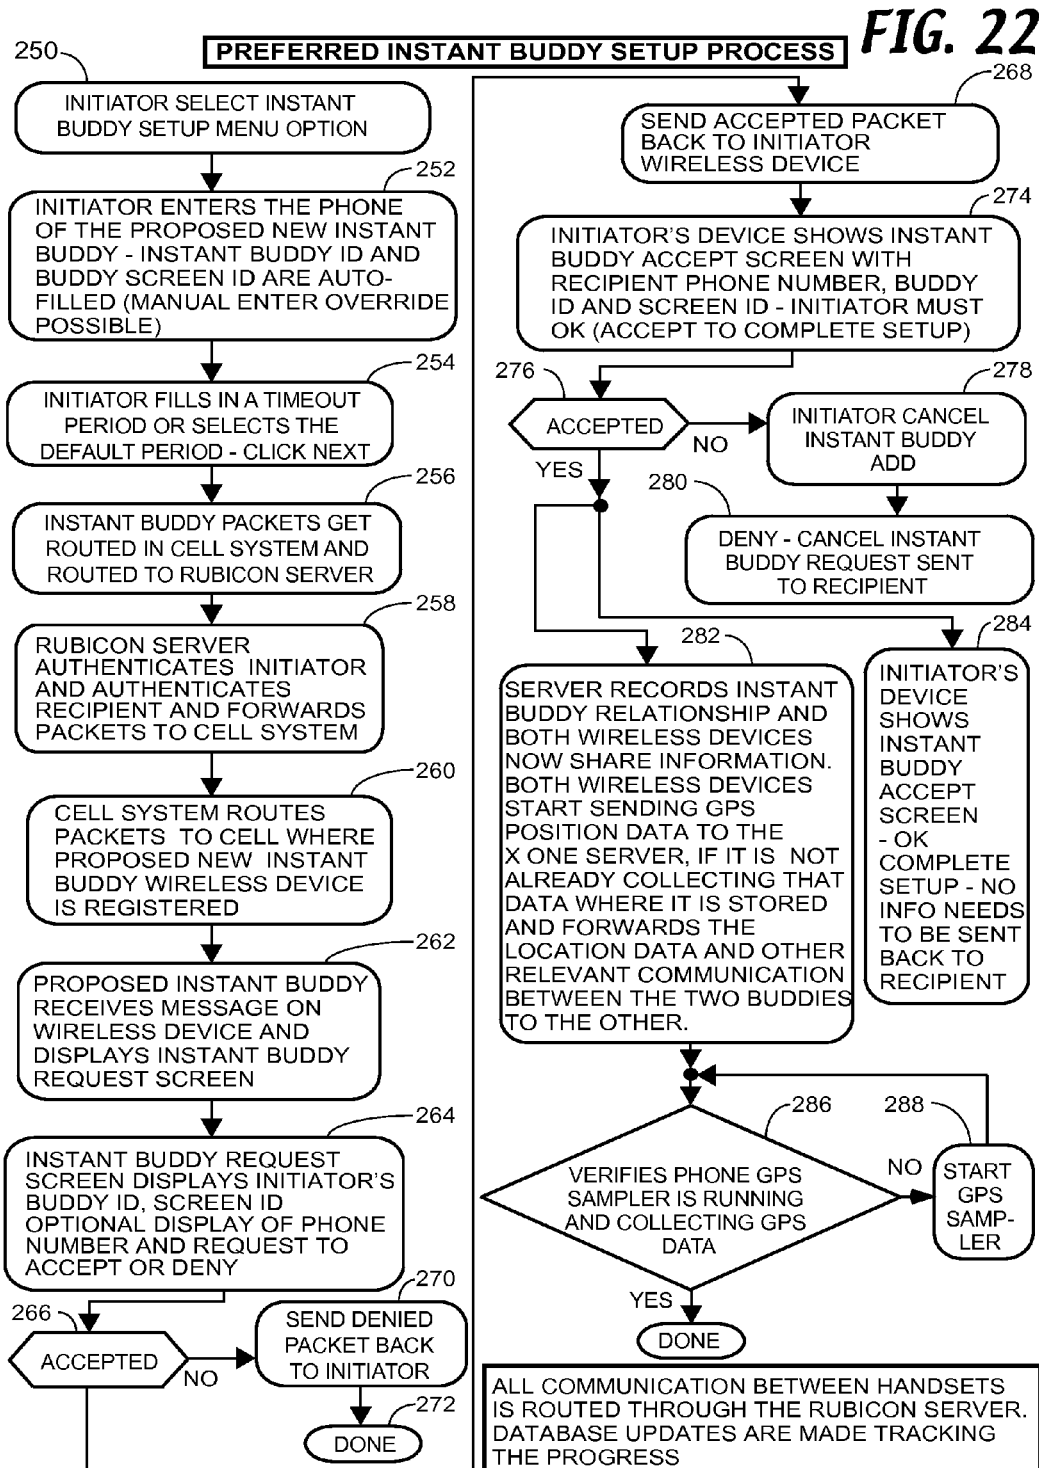 FIG. 22
PREFERRED INSTANT BUDDY SETUP PROCESS
250
INITIATOR SELECT INSTANT
BUDDY SETUP MENU OPTION
252
INITIATOR ENTERS THE PHONE
OF THE PROPOSED NEW INSTANT
BUDDY - INSTANT BUDDY ID AND
BUDDY SCREEN ID ARE AUTO-
FILLED (MANUAL ENTER OVERRIDE
POSSIBLE)
254
INITIATOR FILLS IN A TIMEOUT
PERIOD OR SELECTS THE
DEFAULT PERIOD - CLICK NEXT
256
INSTANT BUDDY PACKETS GET
ROUTED IN CELL SYSTEM AND
ROUTED TO RUBICON SERVER
258
RUBICON SERVER
AUTHENTICATES INITIATOR
AND AUTHENTICATES
RECIPIENT AND FORWARDS
PACKETS TO CELL SYSTEM
260
CELL SYSTEM ROUTES
PACKETS TO CELL WHERE
PROPOSED NEW INSTANT
BUDDY WIRELESS DEVICE
IS REGISTERED
262
PROPOSED INSTANT BUDDY
RECEIVES MESSAGE ON
WIRELESS DEVICE AND
DISPLAYS INSTANT BUDDY
REQUEST SCREEN
264
INSTANT BUDDY REQUEST
SCREEN DISPLAYS INITIATOR'S
BUDDY ID, SCREEN ID
OPTIONAL DISPLAY OF PHONE
NUMBER AND REQUEST TO
ACCEPT OR DENY
266
ACCEPTED
NO
270
SEND DENIED
PACKET BACK
TO INITIATOR
272
DONE
268
SEND ACCEPTED PACKET
BACK TO INITIATOR
WIRELESS DEVICE
274
INITIATOR'S DEVICE SHOWS INSTANT
BUDDY ACCEPT SCREEN WITH
RECIPIENT PHONE NUMBER, BUDDY
ID AND SCREEN ID - INITIATOR MUST
OK (ACCEPT TO COMPLETE SETUP)
276
ACCEPTED
NO
YES
278
INITIATOR CANCEL
INSTANT BUDDY
ADD
280
DENY - CANCEL INSTANT
BUDDY REQUEST SENT
TO RECIPIENT
282
SERVER RECORDS INSTANT
BUDDY RELATIONSHIP AND
BOTH WIRELESS DEVICES
NOW SHARE INFORMATION.
BOTH WIRELESS DEVICES
START SENDING GPS
POSITION DATA TO THE
X ONE SERVER, IF IT IS NOT
ALREADY COLLECTING THAT
DATA WHERE IT IS STORED
AND FORWARDS THE
LOCATION DATA AND OTHER
RELEVANT COMMUNICATION
BETWEEN THE TWO BUDDIES
TO THE OTHER.
284
INITIATOR'S
DEVICE
SHOWS
INSTANT
BUDDY
ACCEPT
SCREEN
- OK
COMPLETE
SETUP - NO
INFO NEEDS
TO BE SENT
BACK TO
RECIPIENT
286
VERIFIES PHONE GPS
SAMPLER IS RUNNING
AND COLLECTING GPS
DATA
NO
288
START
GPS
SAMP-
LER
YES
DONE
ALL COMMUNICATION BETWEEN HANDSETS
IS ROUTED THROUGH THE RUBICON SERVER.
DATABASE UPDATES ARE MADE TRACKING
THE PROGRESS